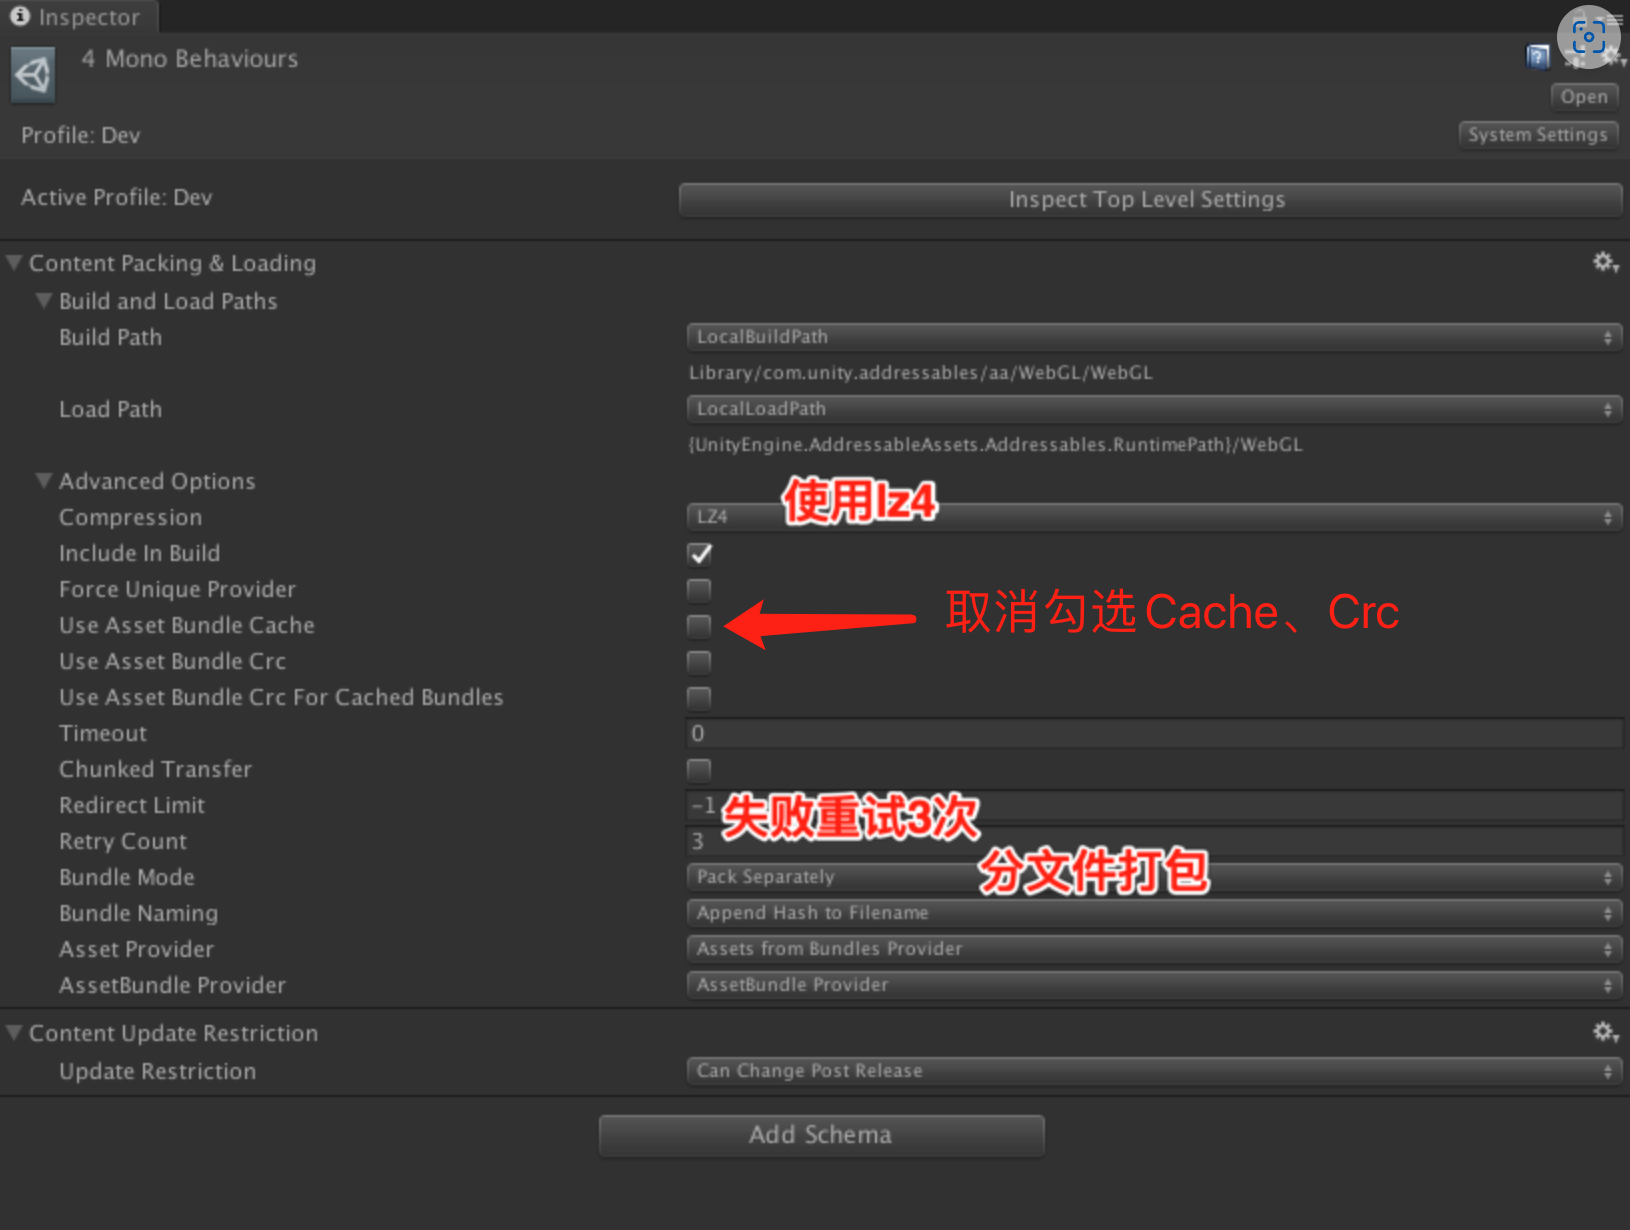 Inspector
4 Mono Behaviours
Open
Profile: Dev
System Settings
Active Profile: Dev
Inspect Top Level Settings
Content Packing & Loading
Build and Load Paths
Build Path
LocalBuildPath
Library/com.unity.addressables/aa/WebGL/WebGL
Load Path
LocalLoadPath
{UnityEngine.AddressableAssets.Addressables.RuntimePath}/WebGL
Advanced Options
使用lz4
Compression
LZ4
Include In Build
Force Unique Provider
取消勾选Cache、Crc
Use Asset Bundle Cache
Use Asset Bundle Crc
Use Asset Bundle Crc For Cached Bundles
Timeout
0
Chunked Transfer
Redirect Limit
-1
失败重试3次
Retry Count
3
分文件打包
Bundle Mode
Pack Separately
Bundle Naming
Append Hash to Filename
Asset Provider
Assets from Bundles Provider
AssetBundle Provider
AssetBundle Provider
Content Update Restriction
Update Restriction
Can Change Post Release
Add Schema